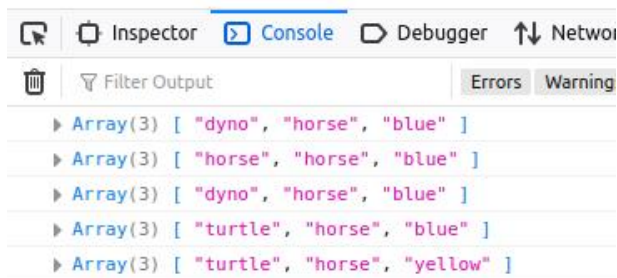 Inspector Console Debugger Networ
Filter Output Errors Warning
Array(3) [ "dyno", "horse", "blue" ]
Array(3) [ "horse", "horse", "blue" ]
Array(3) [ "dyno", "horse", "blue" ]
Array(3) [ "turtle", "horse", "blue" ]
Array(3) [ "turtle", "horse", "yellow" ]